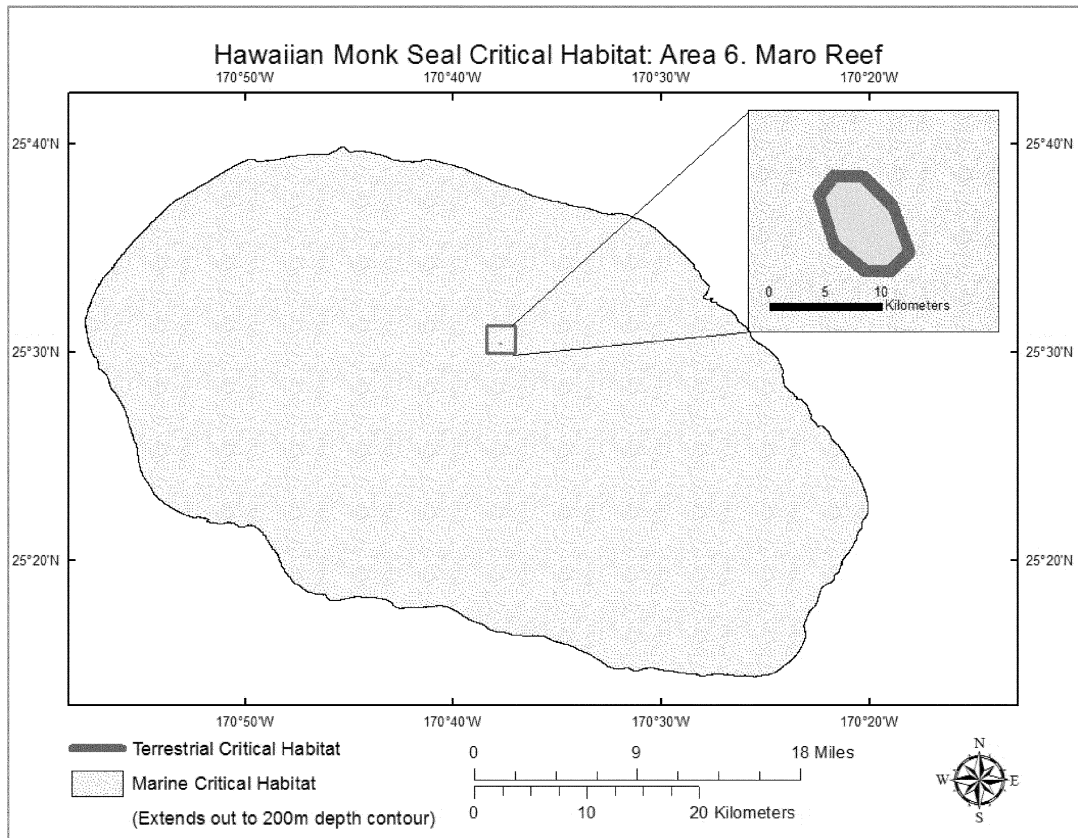 Hawaiian Monk Seal Critical Habitat: Area 6. Maro Reef
170°50'W 170°40'W 170°30'W 170°20'W
25°40'N 25°40'N
0 5 10
Kilometers
25°30'N 25°30'N
25°20'N 25°20'N
170°50'W 170°40'W 170°30'W 170°20'W
Terrestrial Critical Habitat
Marine Critical Habitat
(Extends out to 200m depth contour)
0 9 18 Miles
0 10 20 Kilometers
N
W E
S